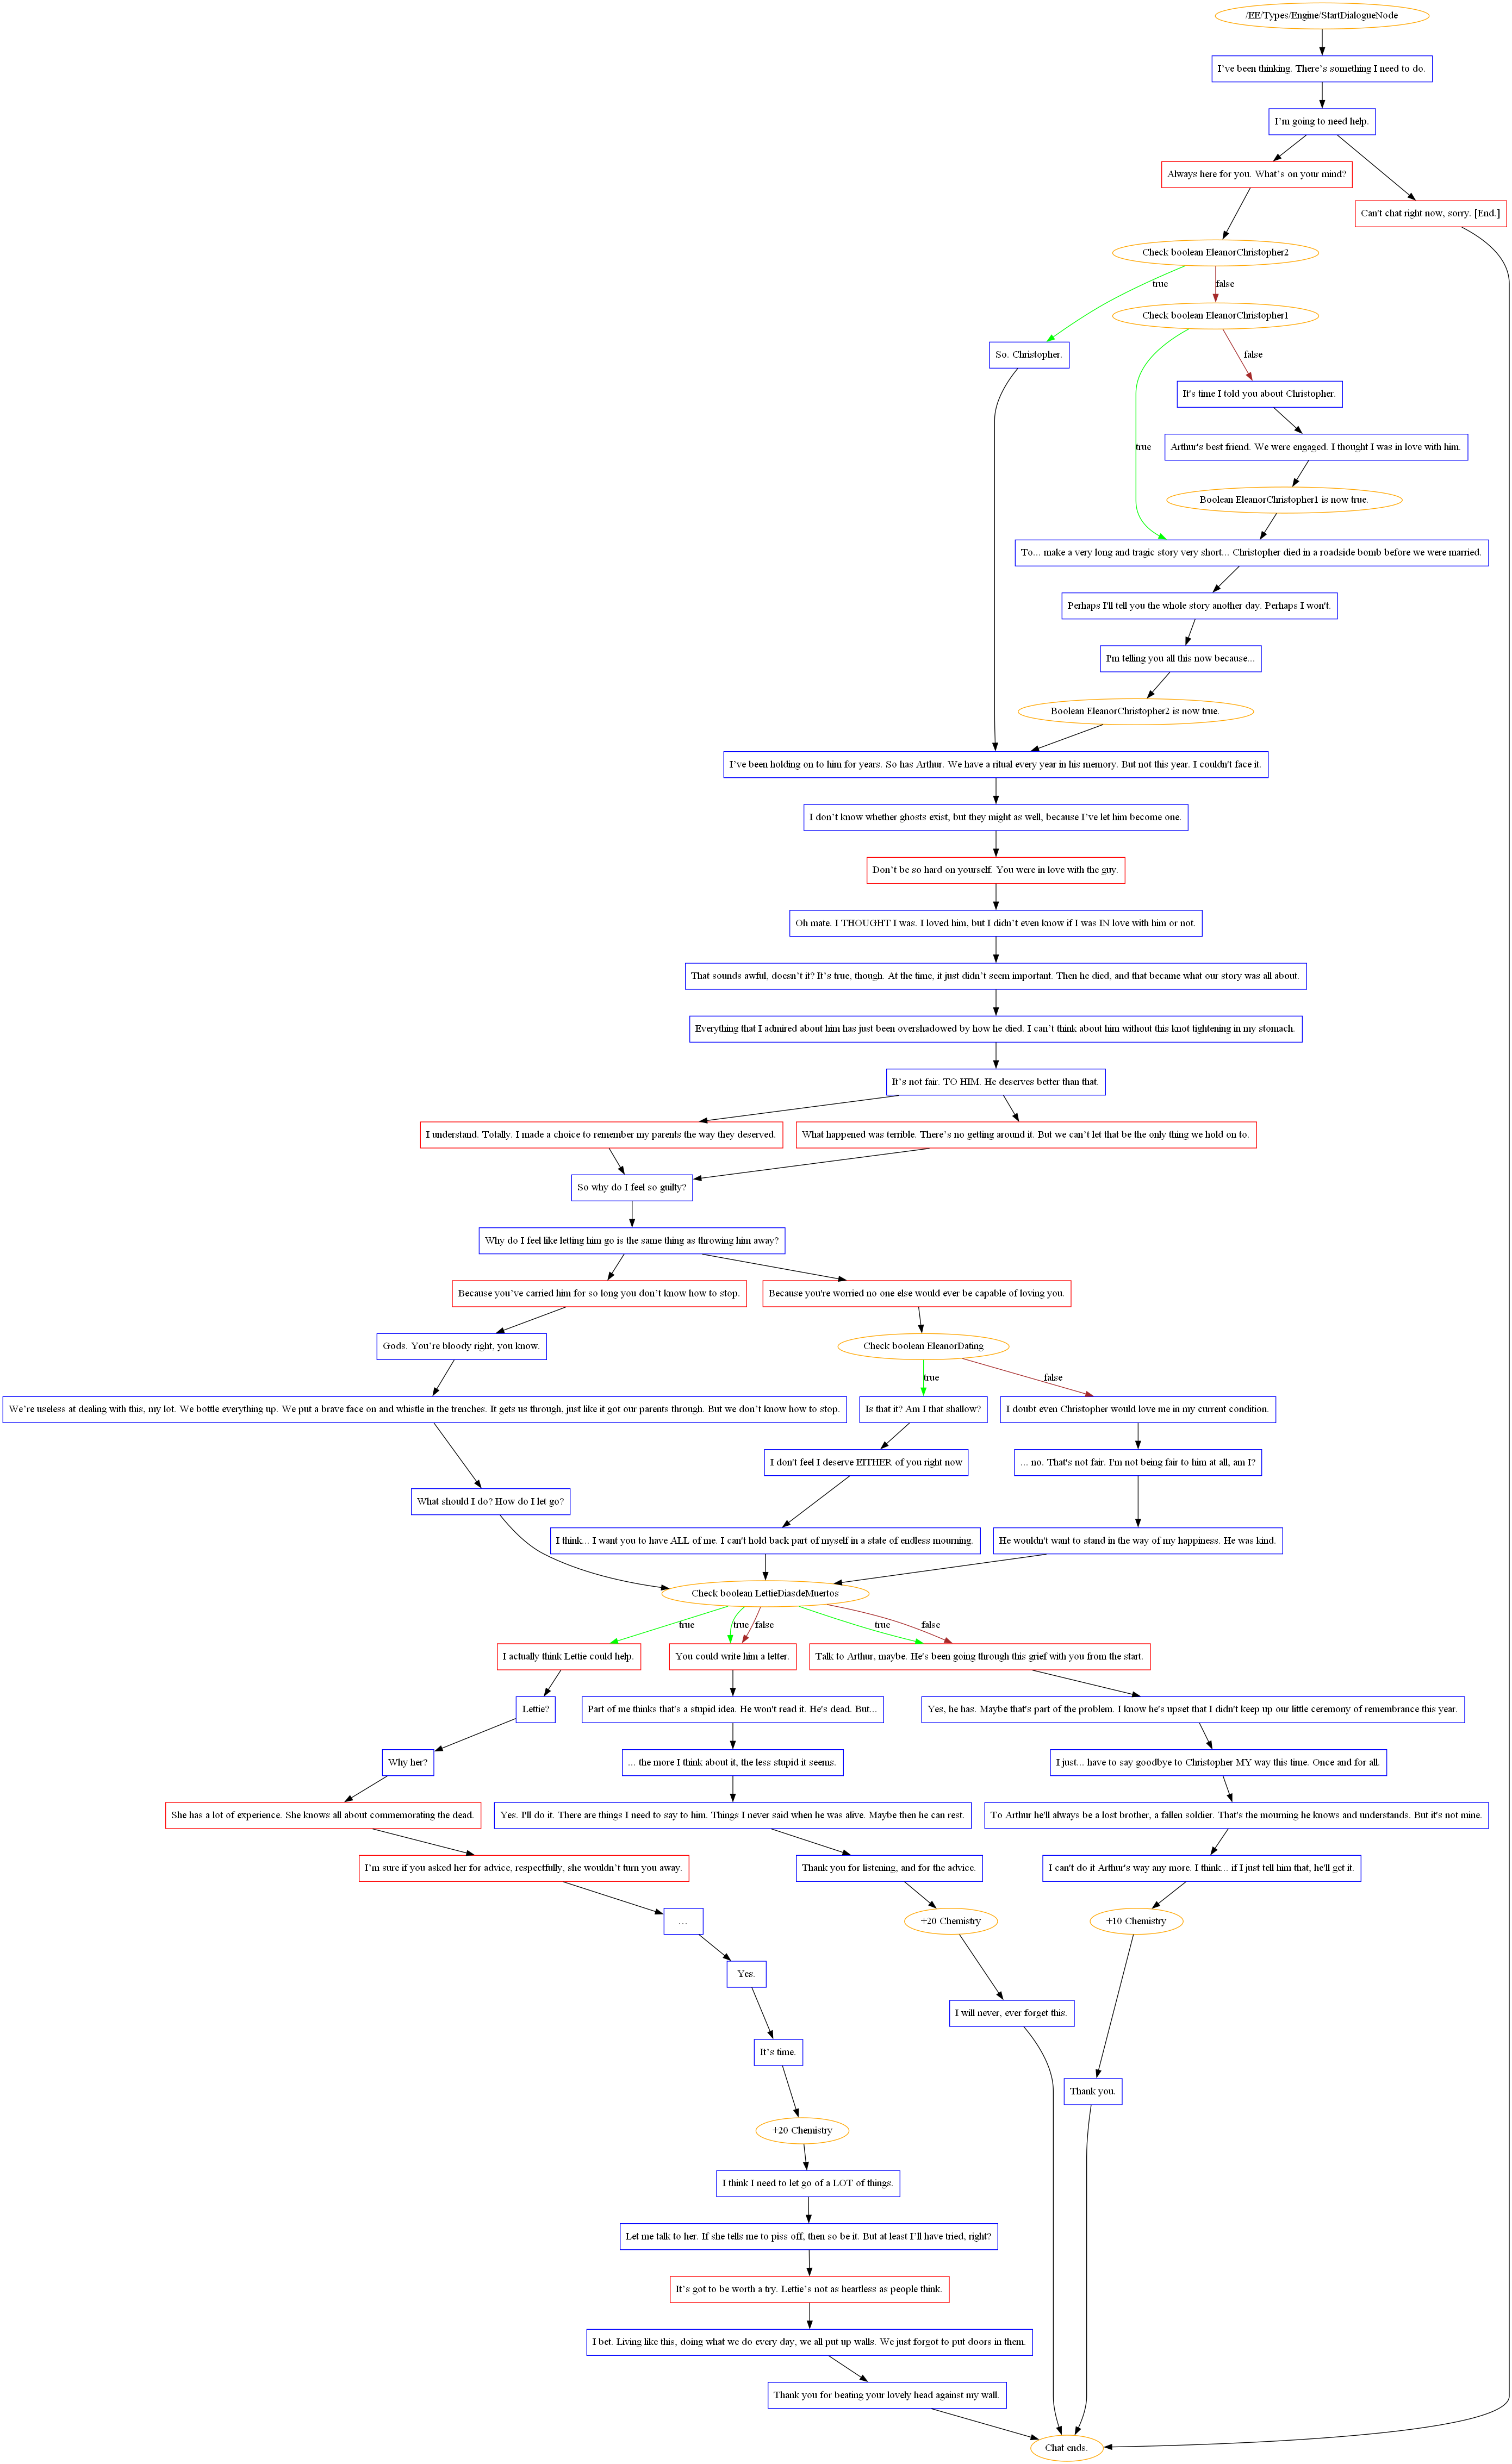 /EE/Types/Engine/StartDialogueNode
I've been thinking. There's something I need to do.
I'm going to need help.
Always here for you. What's on your mind?
Can't chat right now, sorry. [End.]
Check boolean EleanorChristopher2
true
false
Check boolean EleanorChristopher1
So. Christopher.
false
It's time I told you about Christopher.
true
Arthur's best friend. We were engaged. I thought I was in love with him.
Boolean EleanorChristopher1 is now true.
To... make a very long and tragic story very short... Christopher died in a roadside bomb before we were married.
Perhaps I'll tell you the whole story another day. Perhaps I won't.
I'm telling you all this now because...
Boolean EleanorChristopher2 is now true.
I've been holding on to him for years. So has Arthur. We have a ritual every year in his memory. But not this year. I couldn't face it.
I don't know whether ghosts exist, but they might as well, because I've let him become one.
Don't be so hard on yourself. You were in love with the guy.
Oh mate. I THOUGHT I was. I loved him, but I didn't even know if I was IN love with him or not.
That sounds awful, doesn't it? It's true, though. At the time, it just didn't seem important. Then he died, and that became what our story was all about.
Everything that I admired about him has just been overshadowed by how he died. I can't think about him without this knot tightening in my stomach.
It's not fair. TO HIM. He deserves better than that.
I understand. Totally. I made a choice to remember my parents the way they deserved.
What happened was terrible. There's no getting around it. But we can't let that be the only thing we hold on to.
So why do I feel so guilty?
Why do I feel like letting him go is the same thing as throwing him away?
Because you've carried him for so long you don't know how to stop.
Because you're worried no one else would ever be capable of loving you.
Gods. You're bloody right, you know.
Check boolean EleanorDating
true
false
We're useless at dealing with this, my lot. We bottle everything up. We put a brave face on and whistle in the trenches. It gets us through, just like it got our parents through. But we don't know how to stop.
Is that it? Am I that shallow?
I doubt even Christopher would love me in my current condition.
I don't feel I deserve EITHER of you right now
... no. That's not fair. I'm not being fair to him at all, am I?
What should I do? How do I let go?
I think... I want you to have ALL of me. I can't hold back part of myself in a state of endless mourning.
He wouldn't want to stand in the way of my happiness. He was kind.
Check boolean LettieDiasdeMuertos
true
true
false
true
false
I actually think Lettie could help.
You could write him a letter.
Talk to Arthur, maybe. He's been going through this grief with you from the start.
Lettie?
Part of me thinks that's a stupid idea. He won't read it. He's dead. But...
Yes, he has. Maybe that's part of the problem. I know he's upset that I didn't keep up our little ceremony of remembrance this year.
Why her?
... the more I think about it, the less stupid it seems.
I just... have to say goodbye to Christopher MY way this time. Once and for all.
She has a lot of experience. She knows all about commemorating the dead.
Yes. I'll do it. There are things I need to say to him. Things I never said when he was alive. Maybe then he can rest.
To Arthur he'll always be a lost brother, a fallen soldier. That's the mourning he knows and understands. But it's not mine.
I'm sure if you asked her for advice, respectfully, she wouldn't turn you away.
Thank you for listening, and for the advice.
I can't do it Arthur's way any more. I think... if I just tell him that, he'll get it.
...
+20 Chemistry
+10 Chemistry
Yes.
I will never, ever forget this.
It's time.
Thank you.
+20 Chemistry
I think I need to let go of a LOT of things.
Let me talk to her. If she tells me to piss off, then so be it. But at least I'll have tried, right?
It's got to be worth a try. Lettie's not as heartless as people think.
I bet. Living like this, doing what we do every day, we all put up walls. We just forgot to put doors in them.
Thank you for beating your lovely head against my wall.
Chat ends.